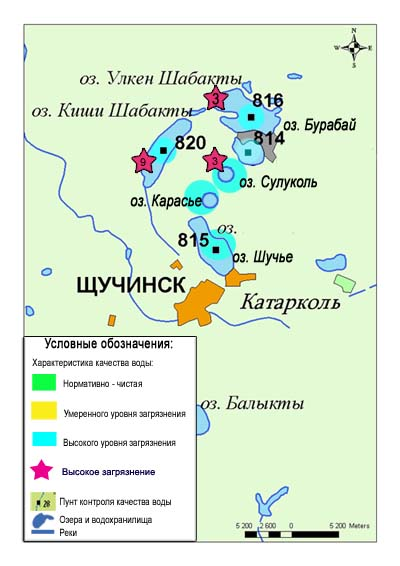 N
W E
S
оз. Улкен Шабакты
3
816
оз. Киши Шабакты
оз. Бурабай
820
814
9
3
оз. Сулуколь
оз. Карасье
оз.
815
оз. Шучье
ЩУЧИНСК
Катарколь
Условные обозначения:
Характеристика качества воды:
Нормативно - чистая
Умеренного уровня загрязнения
оз. Балыкты
Высокого уровня загрязнения
Высокое загрязнение
28 Пункт контроля качества воды
Озера и водохранилища
Реки
5 200 2 600 0 5 200 Meters